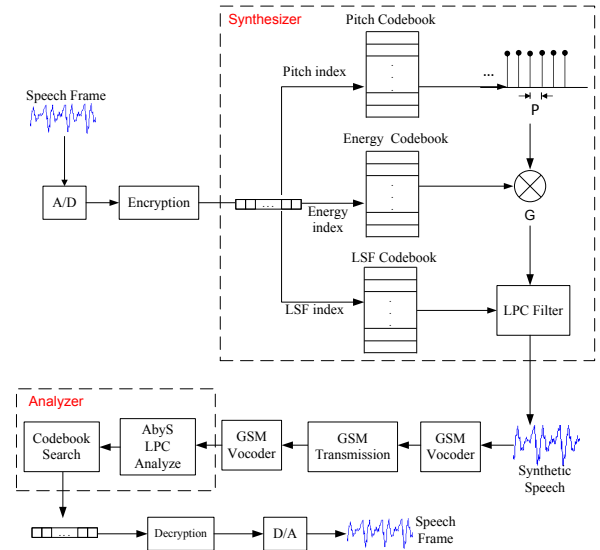 Synthesizer
Pitch Codebook
Pitch index
...
P
Speech Frame
Energy Codebook
A/D
Encryption
...
Energy
index
G
LSF Codebook
LSF index
LPC Filter
Analyzer
Codebook
Search
AbyS
LPC
Analyze
GSM
Vocoder
GSM
Transmission
GSM
Vocoder
Synthetic
Speech
...
Decryption
D/A
Speech
Frame